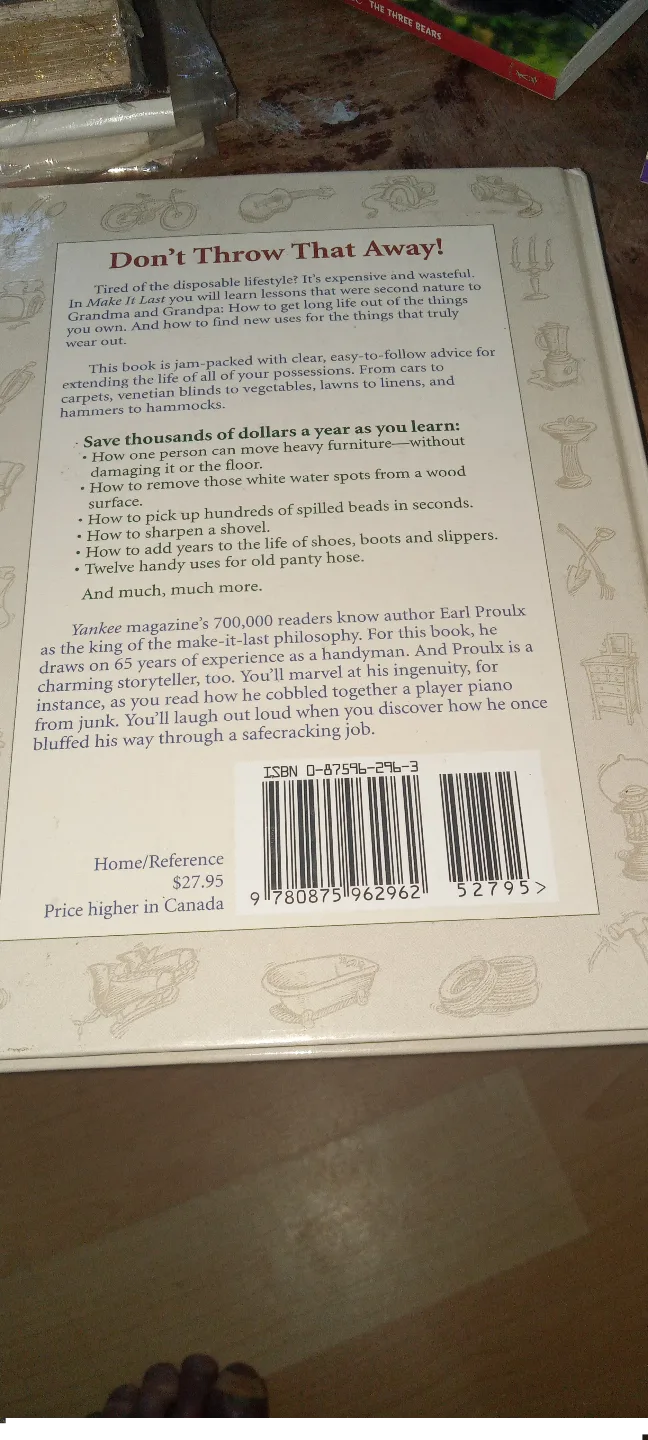 THE THREE BEARS
Don't Throw That Away!
Tired of the disposable lifestyle? It's expensive and wasteful.
In Make It Last you will learn lessons that were second nature to
Grandma and Grandpa: How to get long life out of the things
you own. And how to find new uses for the things that truly
wear out.
This book is jam-packed with clear, easy-to-follow advice for
extending the life of all of your possessions. From cars to
carpets, venetian blinds to vegetables, lawns to linens, and
hammers to hammocks.
Save thousands of dollars a year as you learn:
• How one person can move heavy furniture—without
damaging it or the floor.
• How to remove those white water spots from a wood
surface.
• How to pick up hundreds of spilled beads in seconds.
• How to sharpen a shovel.
• How to add years to the life of shoes, boots and slippers.
• Twelve handy uses for old panty hose.
And much, much more.
Yankee magazine's 700,000 readers know author Earl Proulx
as the king of the make-it-last philosophy. For this book, he
draws on 65 years of experience as a handyman. And Proulx is a
charming storyteller, too. You'll marvel at his ingenuity, for
instance, as you read how he cobbled together a player piano
from junk. You'll laugh out loud when you discover how he once
bluffed his way through a safecracking job.
ISBN 0-87596-296-3
9 780875 962962
52795>
Home/Reference
$27.95
Price higher in Canada